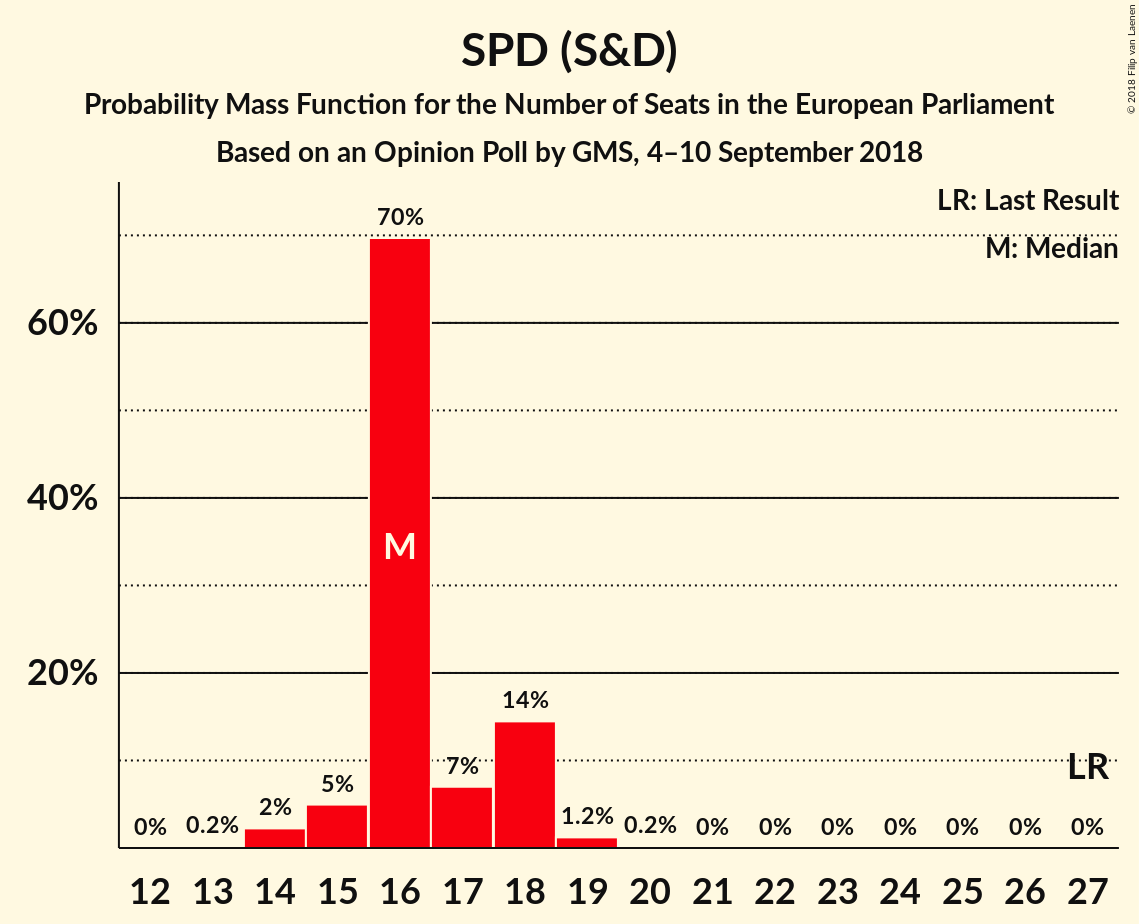 SPD (S&D)
Probability Mass Function for the Number of Seats in the European Parliament
Based on an Opinion Poll by GMS, 4–10 September 2018
© 2018 Filip van Laenen
LR: Last Result
M: Median
60%
40%
20%
0% 0.2% 2% 5% 70% 7% 14% 1.2% 0.2% 0% 0% 0% 0% 0% 0% 0%
M
LR
12 13 14 15 16 17 18 19 20 21 22 23 24 25 26 27